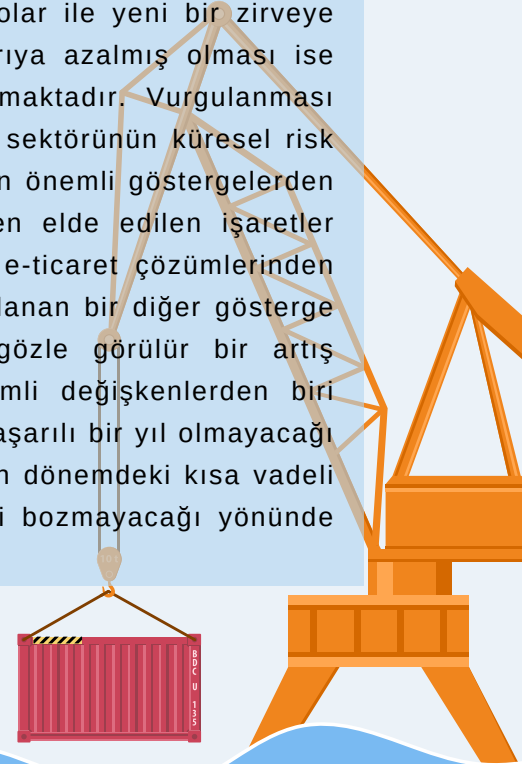 olar ile yeni bir zirveye
rıya azalmış olması ise
maktadır. Vurgulanması
sektörünün küresel risk
n önemli göstergelerden
en elde edilen işaretler
e-ticaret çözümlerinden
lanan bir diğer gösterge
gözle görülür bir artış
mli değişkenlerden biri
aşarılı bir yıl olmayacağı
n dönemdeki kısa vadeli
i bozmayacağı yönünde
BDC U 135